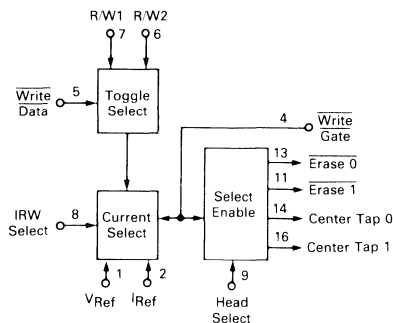 R/W1 R/W2
7 6
Write
Data
5
Toggle
Select
4
Write
Gate
13
Erase 0
11
Erase 1
14
Center Tap 0
16
Center Tap 1
Select
Enable
IRW
Select
8
Current
Select
1 2
9
VRef IRef
Head
Select